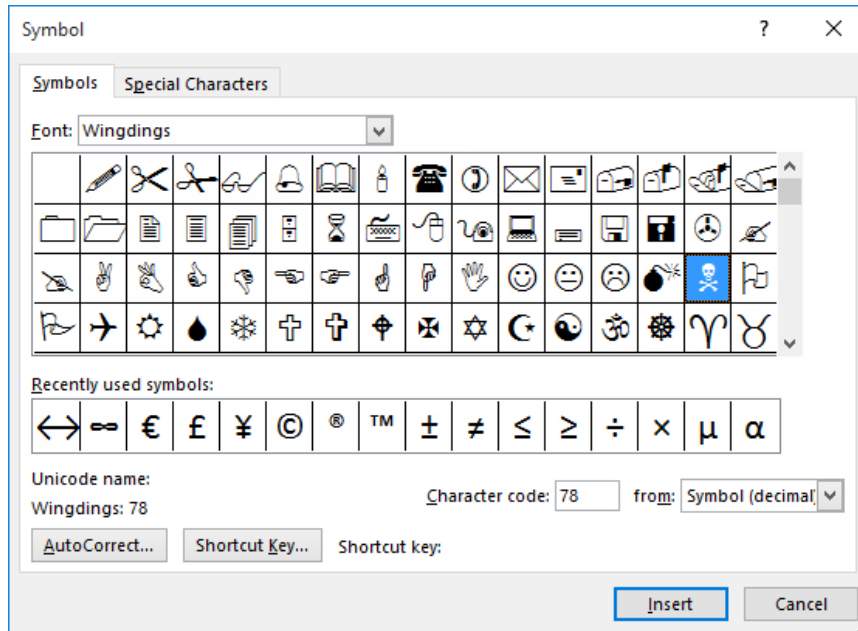 Symbol ? ×
Symbols Special Characters
Font: Wingdings
Recently used symbols:
↔ ∞ € £ ¥ © ® ™ ± ≠ ≤ ≥ ÷ × µ α
Unicode name:
Wingdings: 78
Character code: 78 from: Symbol (decimal)
AutoCorrect... Shortcut Key... Shortcut key:
Insert Cancel